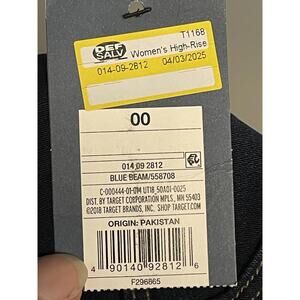 T1168
DEF
SALV
Women's High-Rise
014-09-2812 04/03/2025
00
014 09 2812
BLUE BEAM/558708
C-000444-01-07M UT18_50A01-0025
DIST. BY TARGET CORPORATION MPLS., MN 55403
©2018 TARGET BRANDS, INC. SHOP TARGET.COM
ORIGIN: PAKISTAN
4 90140 92812 6
F296865